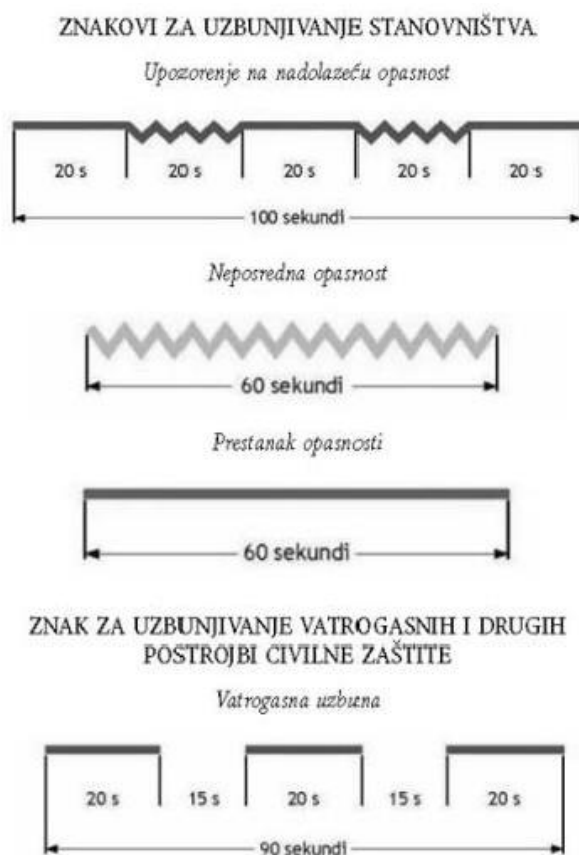 ZNAKOVI ZA UZBUNJIVANJE STANOVNIŠTVA
Upozorenje na nadolazeću opasnost
20 s 20 s 20 s 20 s 20 s
100 sekundi
Neposredna opasnost
60 sekundi
Prestanak opasnosti
60 sekundi
ZNAK ZA UZBUNJIVANJE VATROGASNIH I DRUGIH
POSTROJBI CIVILNE ZAŠTITE
Vatrogasna uzbuna
20 s 15 s 20 s 15 s 20 s
90 sekundi